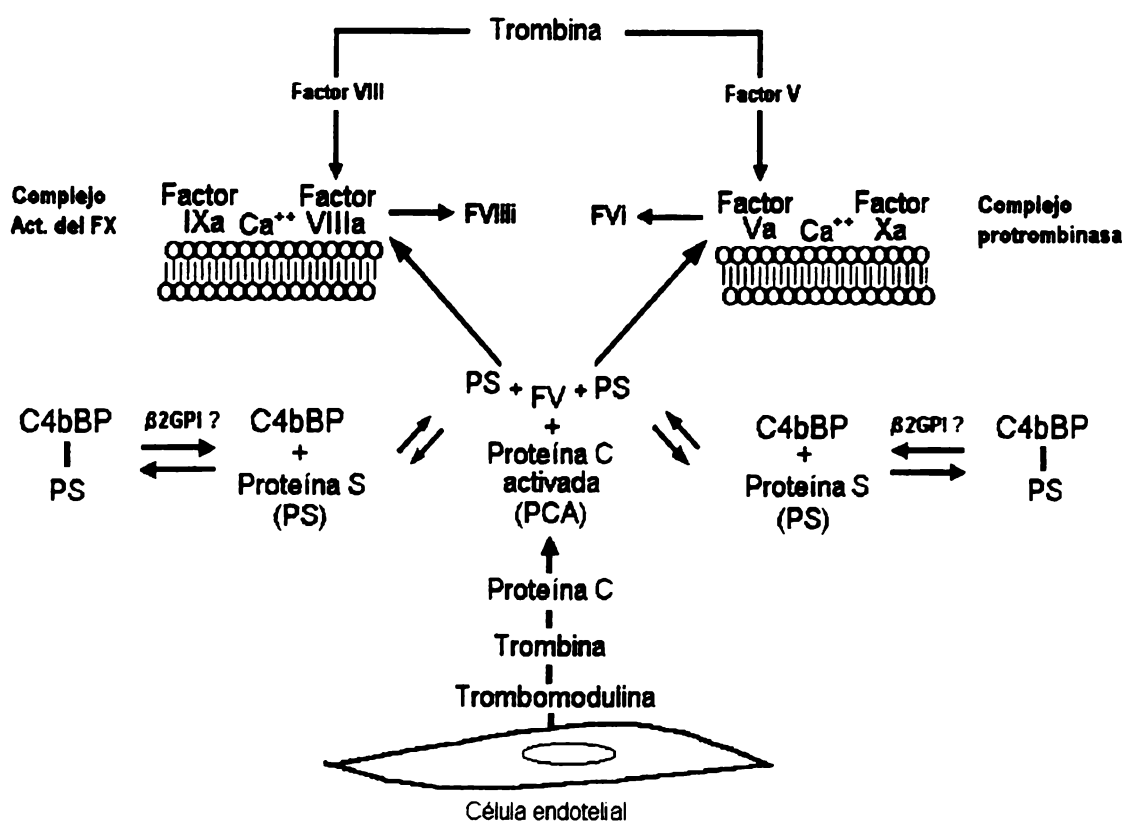 Trombina
Factor VIII
Factor V
Complejo
Act. del FX
Factor
IXa
Ca++
Factor
VIIIa
FVIIIi
FVi
Factor
Va
Ca++
Factor
Xa
Complejo
protrombinasa
PS + FV + PS
+
Proteína C
activada
(PCA)
C4bBP
PS
β2GPI ?
C4bBP
+
Proteína S
(PS)
C4bBP
+
Proteína S
(PS)
β2GPI ?
C4bBP
PS
Proteína C
Trombina
Trombomodulina
Célula endotelial